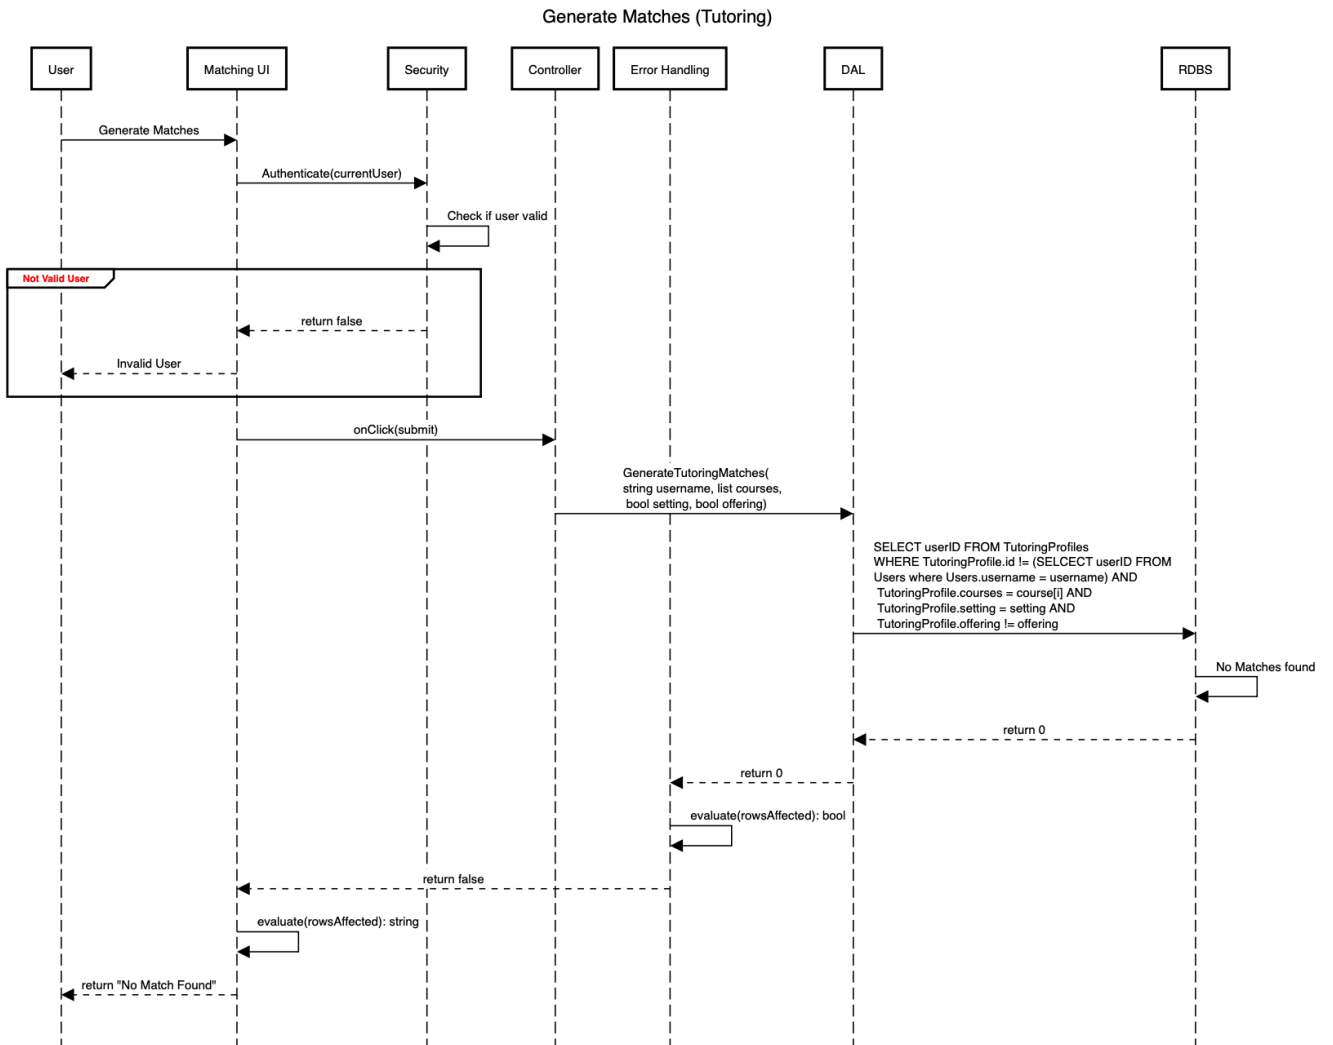 Generate Matches (Tutoring)
User
Matching UI
Security
Controller
Error Handling
DAL
RDBS
Generate Matches
Authenticate(currentUser)
Check if user valid
Not Valid User
return false
Invalid User
onClick(submit)
GenerateTutoringMatches(
string username, list courses,
bool setting, bool offering)
SELECT userID FROM TutoringProfiles
WHERE TutoringProfile.id != (SELCECT userID FROM
Users where Users.username = username) AND
TutoringProfile.courses = course[i] AND
TutoringProfile.setting = setting AND
TutoringProfile.offering != offering
No Matches found
return 0
return 0
evaluate(rowsAffected): bool
return false
evaluate(rowsAffected): string
return "No Match Found"